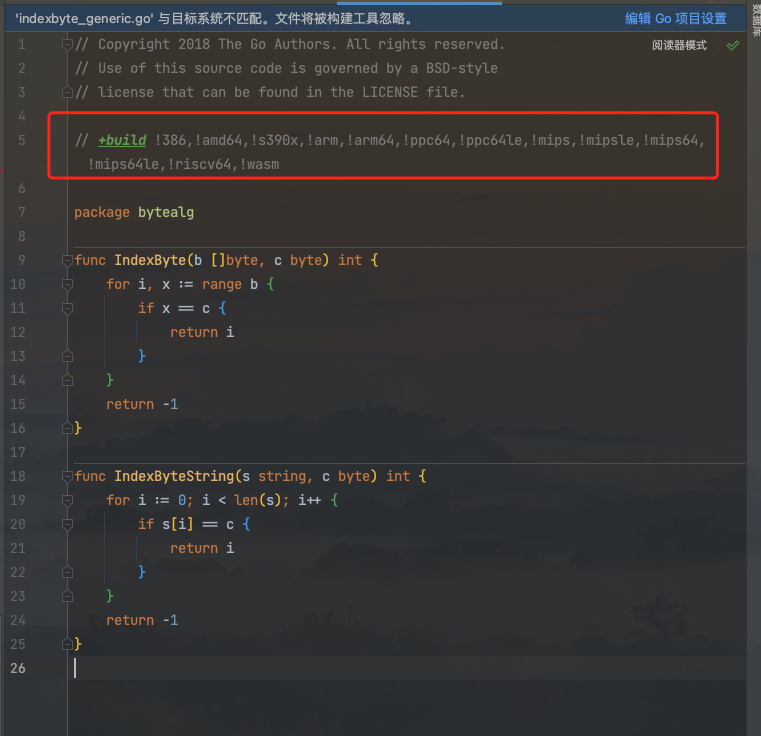 'indexbyte_generic.go' 与目标系统不匹配。文件将被构建工具忽略。 编辑 Go 项目设置
数据库
阅读器模式
1 // Copyright 2018 The Go Authors. All rights reserved.
2 // Use of this source code is governed by a BSD-style
3 // license that can be found in the LICENSE file.
4
5 // +build !386,!amd64,!s390x,!arm,!arm64,!ppc64,!ppc64le,!mips,!mipsle,!mips64,
!mips64le,!riscv64,!wasm
6
7 package bytealg
8
9 func IndexByte(b []byte, c byte) int {
10     for i, x := range b {
11         if x == c {
12             return i
13         }
14     }
15     return -1
16 }
17
18 func IndexByteString(s string, c byte) int {
19     for i := 0; i < len(s); i++ {
20         if s[i] == c {
21             return i
22         }
23     }
24     return -1
25 }
26